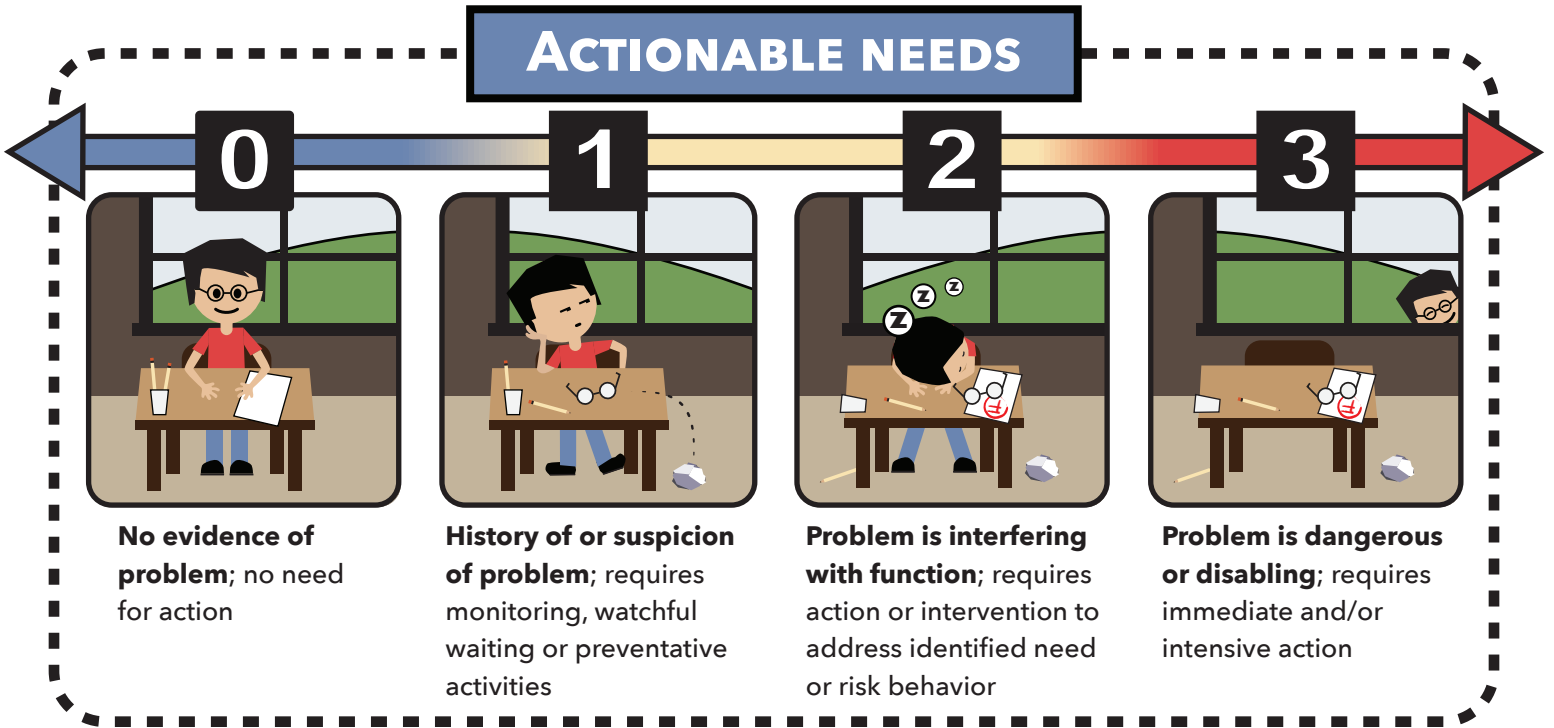 ACTIONABLE NEEDS
0
1
2
3
z
z
z
F
F
No evidence of
problem; no need
for action
History of or suspicion
of problem; requires
monitoring, watchful
waiting or preventative
activities
Problem is interfering
with function; requires
action or intervention to
address identified need
or risk behavior
Problem is dangerous
or disabling; requires
immediate and/or
intensive action